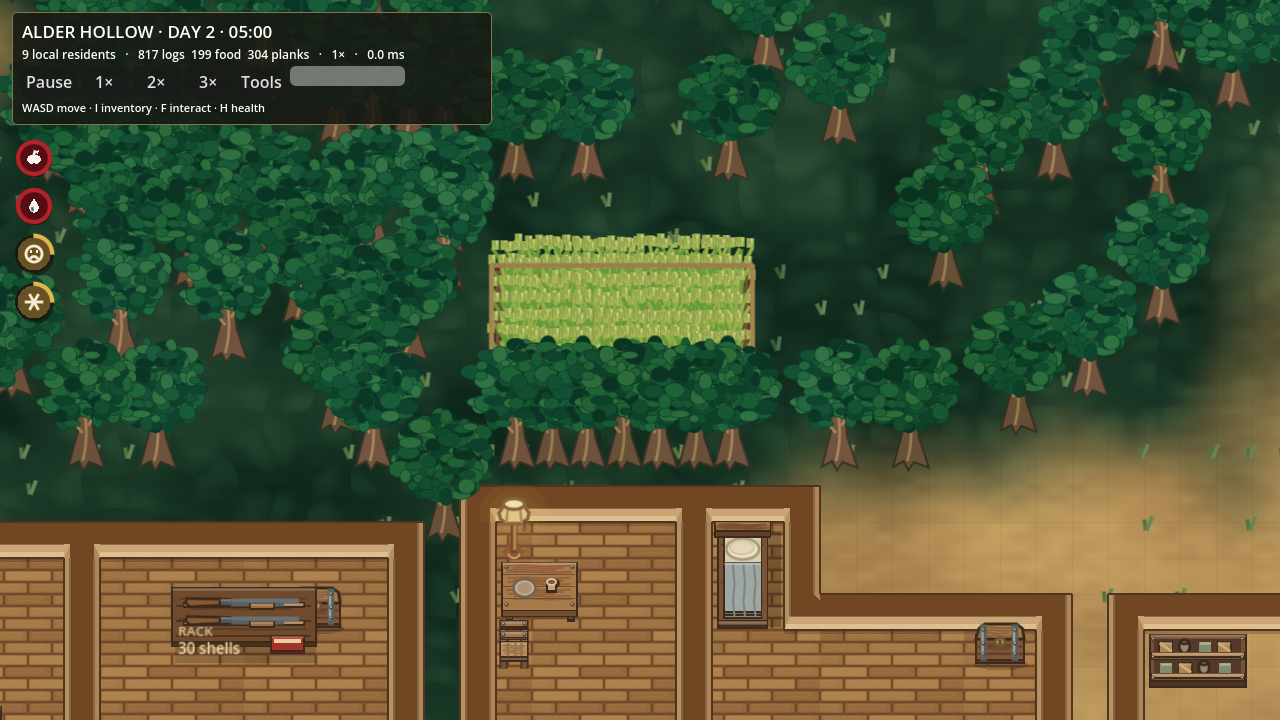 ALDER HOLLOW · DAY 2 · 05:00
9 local residents · 817 logs 199 food 304 planks · 1× · 0.0 ms
Pause 1× 2× 3× Tools
WASD move · I inventory · F interact · H health
RACK
30 shells